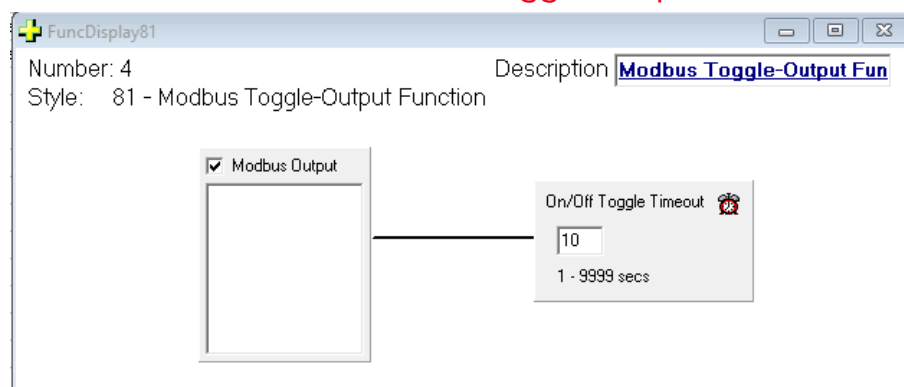 FuncDisplay81
Number: 4
Description Modbus Toggle-Output Fun
Style: 81 - Modbus Toggle-Output Function
Modbus Output
On/Off Toggle Timeout
10
1 - 9999 secs